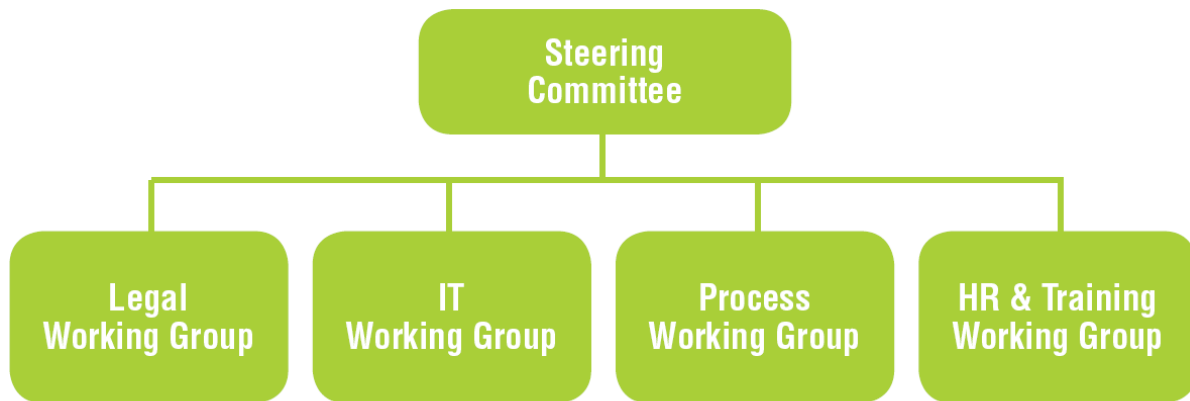 Steering
Committee
Legal
Working Group
IT
Working Group
Process
Working Group
HR & Training
Working Group